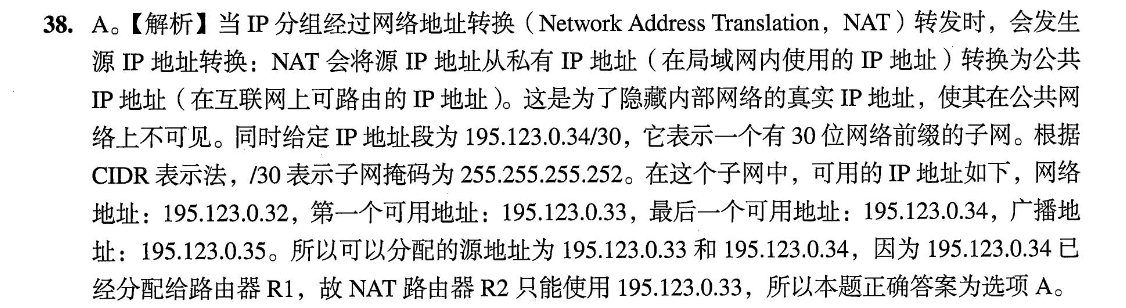 38. A。【解析】当 IP 分组经过网络地址转换（Network Address Translation，NAT）转发时，会发生
源 IP 地址转换：NAT 会将源 IP 地址从私有 IP 地址（在局域网内使用的 IP 地址）转换为公共
IP 地址（在互联网上可路由的 IP 地址）。这是为了隐藏内部网络的真实 IP 地址，使其在公共网
络上不可见。同时给定 IP 地址段为 195.123.0.34/30，它表示一个有 30 位网络前缀的子网。根据
CIDR 表示法，/30 表示子网掩码为 255.255.255.252。在这个子网中，可用的 IP 地址如下，网络
地址：195.123.0.32，第一个可用地址：195.123.0.33，最后一个可用地址：195.123.0.34，广播地
址：195.123.0.35。所以可以分配的源地址为 195.123.0.33 和 195.123.0.34，因为 195.123.0.34 已
经分配给路由器 R1，故 NAT 路由器 R2 只能使用 195.123.0.33，所以本题正确答案为选项 A。